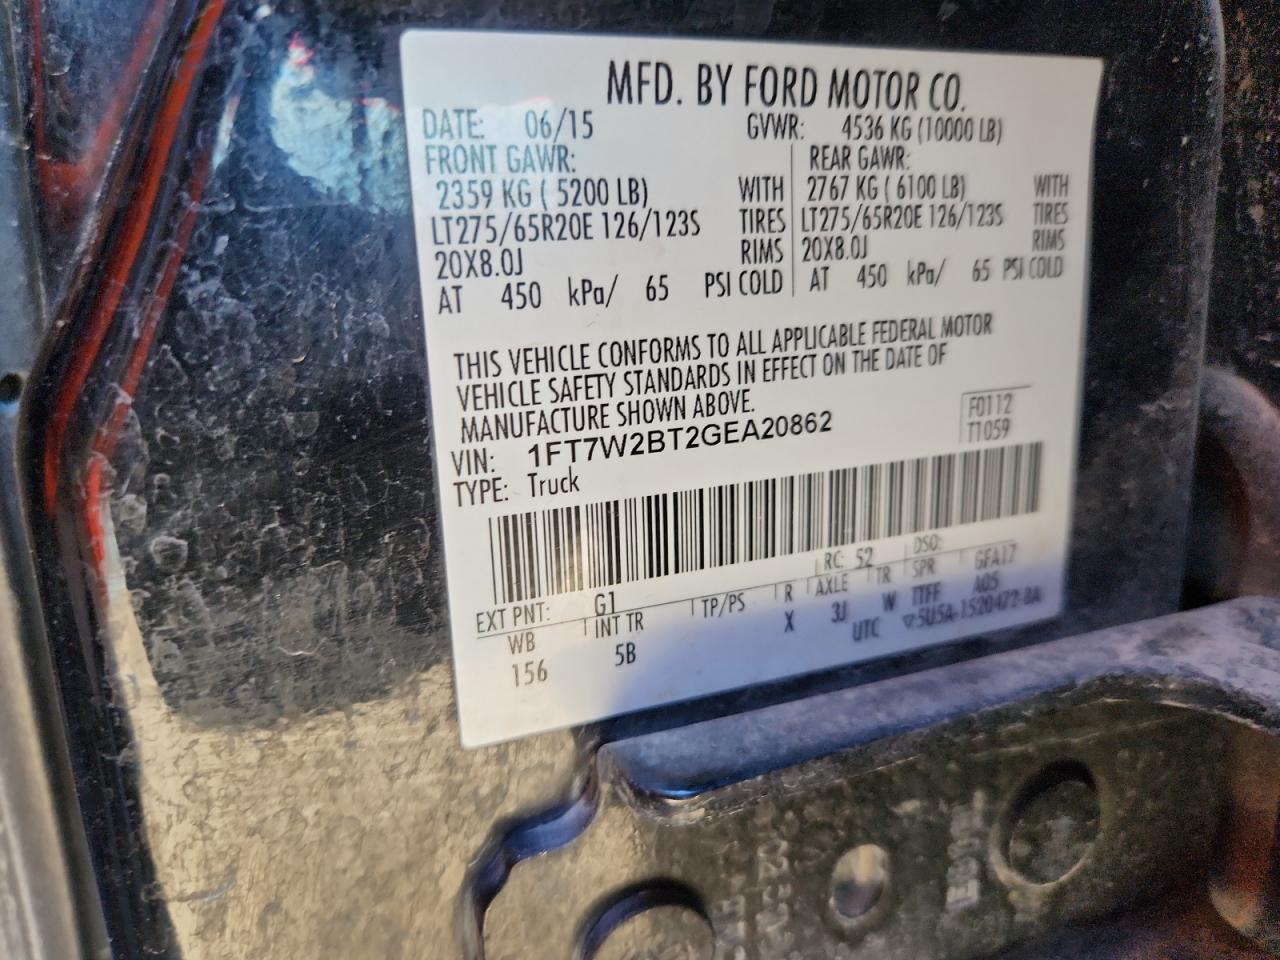 MFD. BY FORD MOTOR CO.
DATE: 06/15 GVWR: 4536 KG (10000 LB)
FRONT GAWR: REAR GAWR:
2359 KG ( 5200 LB) WITH 2767 KG ( 6100 LB) WITH
LT275/65R20E 126/123S TIRES LT275/65R20E 126/123S TIRES
20X8.0J RIMS 20X8.0J RIMS
AT 450 kPa/ 65 PSI COLD AT 450 kPa/ 65 PSI COLD
THIS VEHICLE CONFORMS TO ALL APPLICABLE FEDERAL MOTOR
VEHICLE SAFETY STANDARDS IN EFFECT ON THE DATE OF
MANUFACTURE SHOWN ABOVE.
F0112
VIN: 1FT7W2BT2GEA20862 T1059
TYPE: Truck
EXT PNT: G1 RC: 52 DSO:
WB INT TR TP/PS R AXLE TR SPR GFA17
156 5B X 3J W TTFF A05
UTC ▽5U5A-1520472-BA